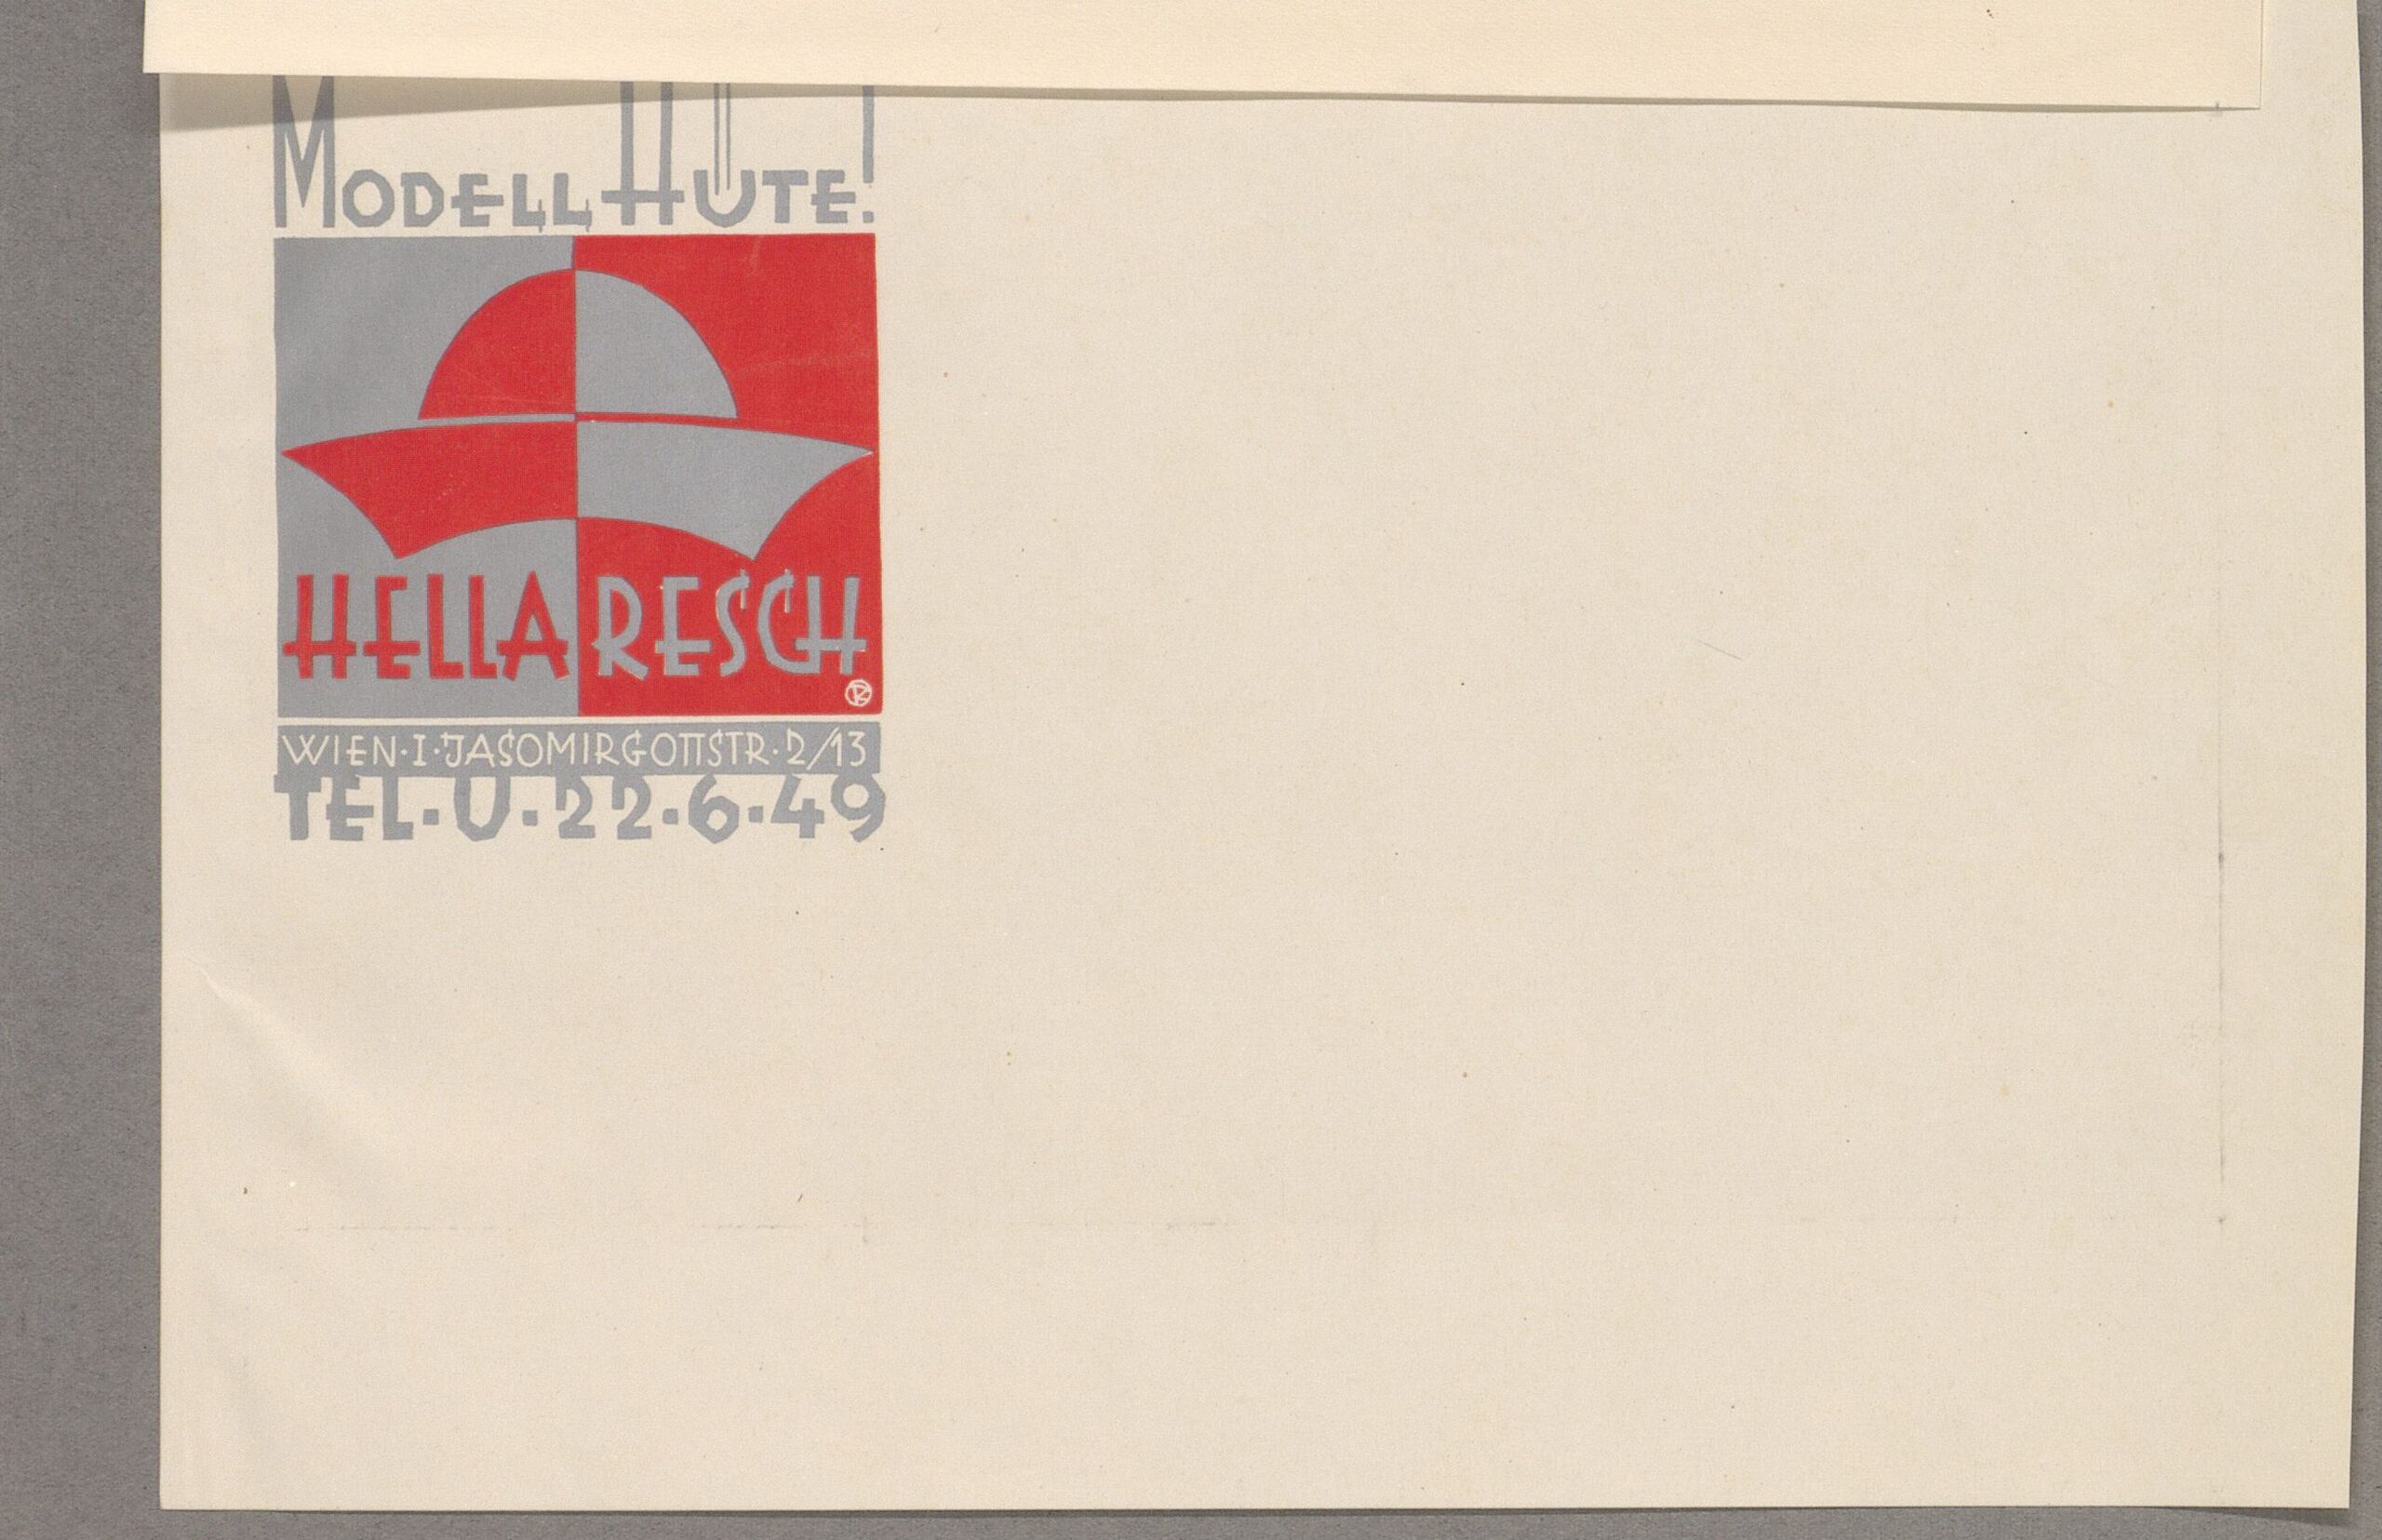 MODELL HÜTE!
HELLA RESCH
WIEN·I·JASOMIRGOTTSTR·2/13
TEL·U·22·6·49